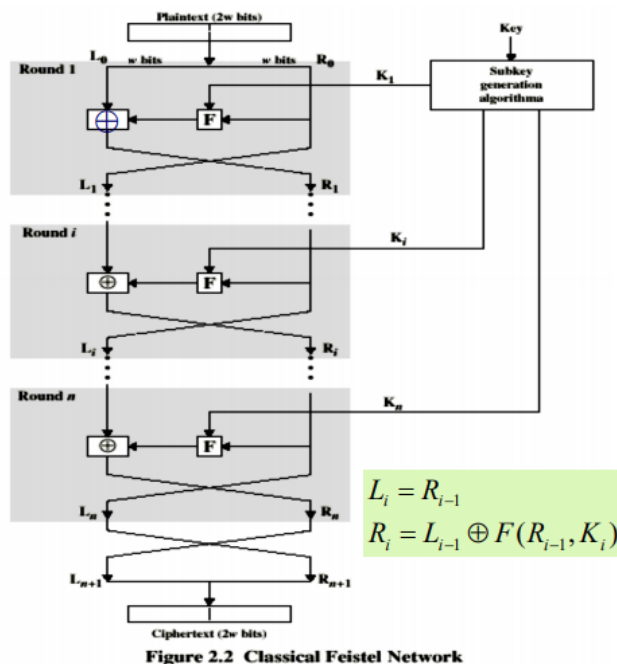 Plaintext (2w bits)
Key
L0 w bits w bits R0
Round 1
K1
Subkey
generation
algorithma
⊕ F
L1 R1
Round i
Ki
⊕ F
Li Ri
Round n
Kn
⊕ F
Ln Rn
Li = Ri−1
Ri = Li−1 ⊕ F(Ri−1, Ki)
Ln+1 Rn+1
Ciphertext (2w bits)
Figure 2.2 Classical Feistel Network